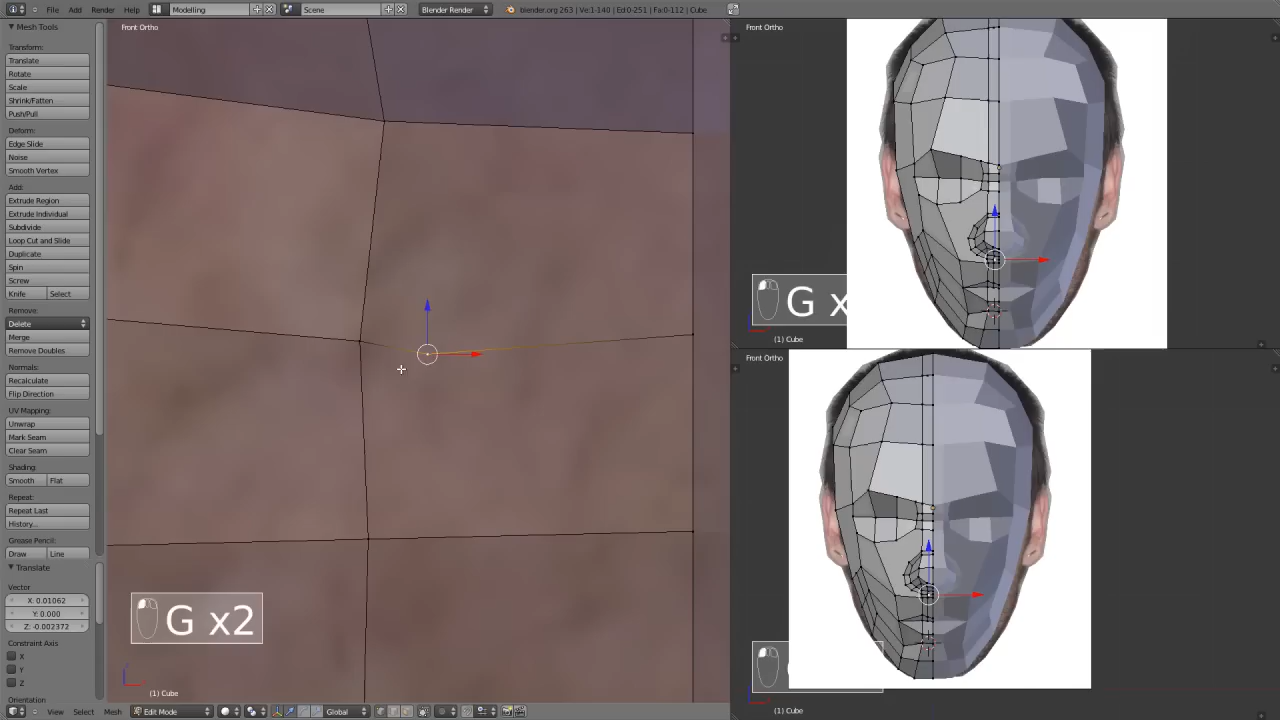 File Add Render Help Modelling Scene Blender Render blender.org 263 | Ve:1-140 | Ed:0-251 | Fa:0-112 | Cube
Mesh Tools
Transform:
Translate
Rotate
Scale
Shrink/Fatten
Push/Pull
Deform:
Edge Slide
Noise
Smooth Vertex
Add:
Extrude Region
Extrude Individual
Subdivide
Loop Cut and Slide
Duplicate
Spin
Screw
Knife Select
Remove:
Delete
Merge
Remove Doubles
Normals:
Recalculate
Flip Direction
UV Mapping:
Unwrap
Mark Seam
Clear Seam
Shading:
Smooth Flat
Repeat:
Repeat Last
History...
Grease Pencil:
Draw Line
Translate
Vector
X: 0.01062
Y: 0.000
Z: -0.002372
Constraint Axis
X
Y
Z
Orientation
Front Ortho
G x2
(1) Cube
View Select Mesh Edit Mode Global
Front Ortho
G x
(1) Cube
Front Ortho
(1) Cube